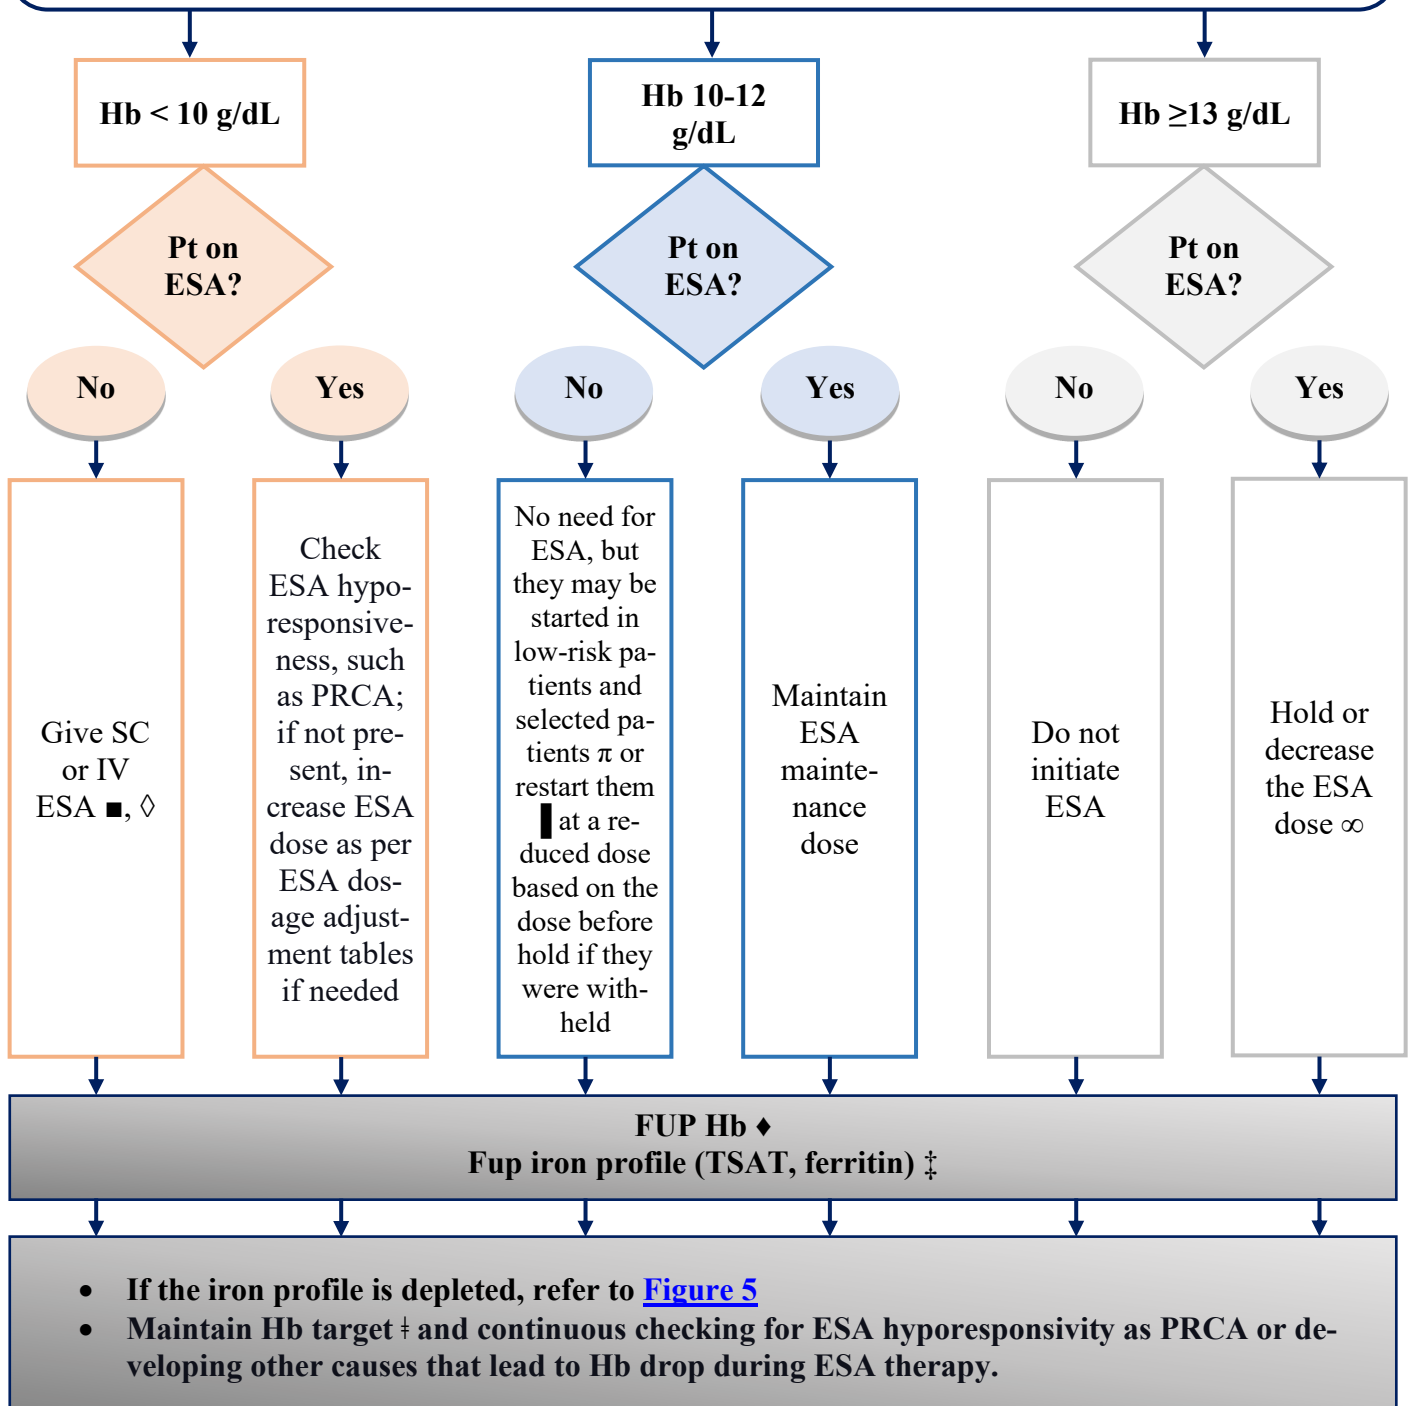 Hb < 10 g/dL
Hb 10-12
g/dL
Hb ≥13 g/dL
Pt on
ESA?
Pt on
ESA?
Pt on
ESA?
No
Yes
No
Yes
No
Yes
Give SC
or IV
ESA ■, ◊
Check
ESA hypo-
responsive-
ness, such
as PRCA;
if not pre-
sent, in-
crease ESA
dose as per
ESA dos-
age adjust-
ment tables
if needed
No need for
ESA, but
they may be
started in
low-risk pa-
tients and
selected pa-
tients π or
restart them
▌at a re-
duced dose
based on the
dose before
hold if they
were with-
held
Maintain
ESA
mainte-
nance
dose
Do not
initiate
ESA
Hold or
decrease
the ESA
dose ∞
FUP Hb ♦
Fup iron profile (TSAT, ferritin) ‡
• If the iron profile is depleted, refer to Figure 5
• Maintain Hb target ǂ and continuous checking for ESA hyporesponsivity as PRCA or de-
veloping other causes that lead to Hb drop during ESA therapy.